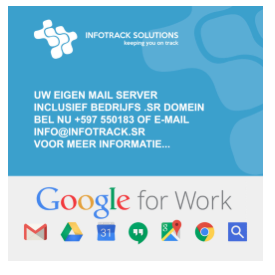 INFOTRACK SOLUTIONS
keeping you on track
UW EIGEN MAIL SERVER
INCLUSIEF BEDRIJFS .SR DOMEIN
BEL NU +597 550183 OF E-MAIL
INFO@INFOTRACK.SR
VOOR MEER INFORMATIE...
Google for Work
31